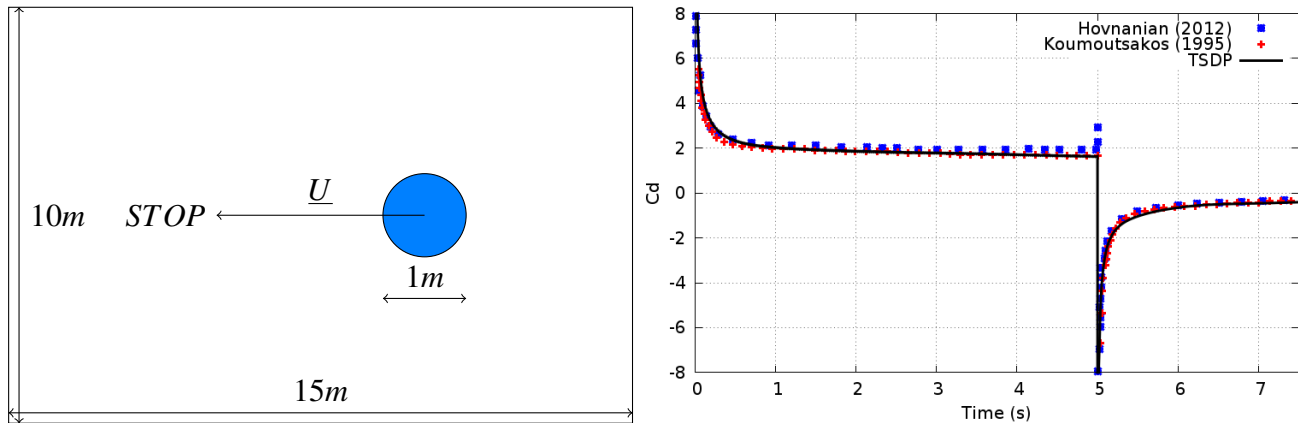 U
10m
STOP
1m
15m
8
6
4
2
0
-2
-4
-6
-8
Cd
Hovnanian (2012)
Koumoutsakos (1995)
TSDP
0 1 2 3 4 5 6 7
Time (s)